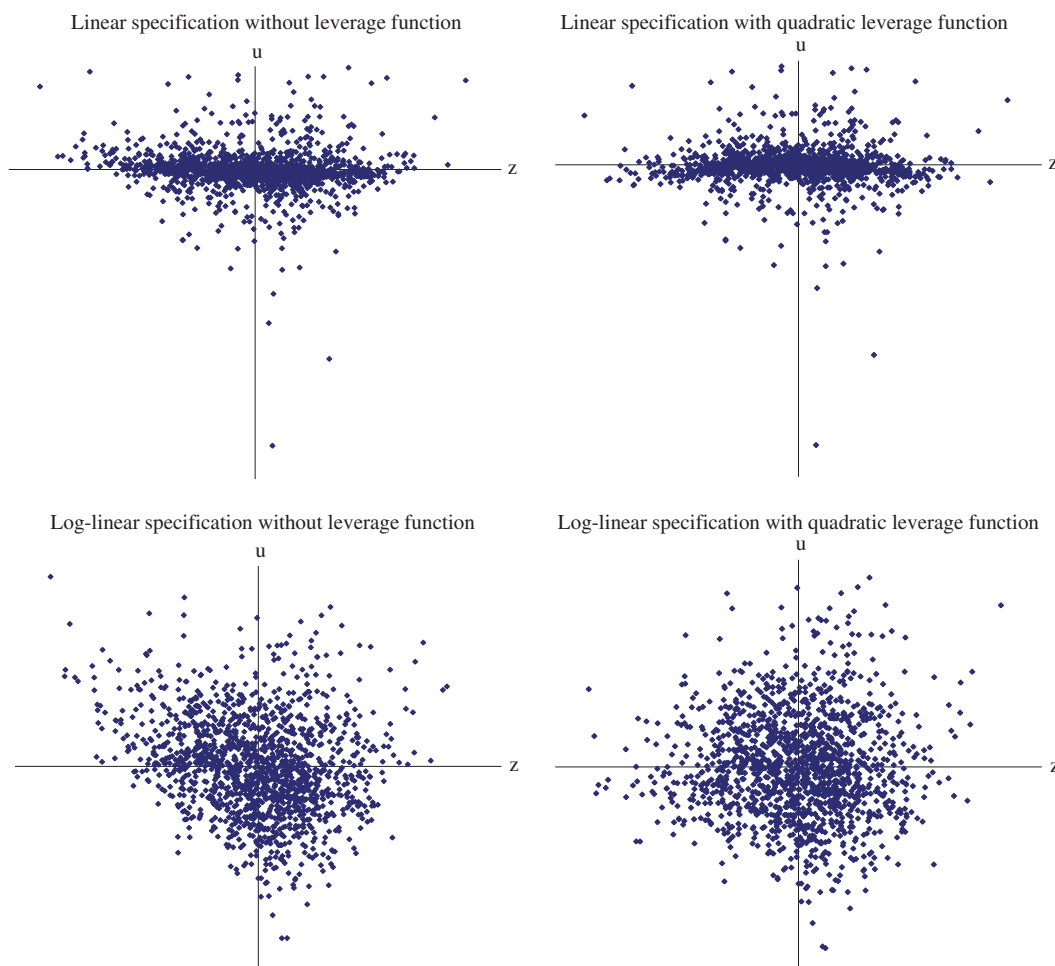 Linear specification without leverage function
u
z
Linear specification with quadratic leverage function
u
z
Log-linear specification without leverage function
u
z
Log-linear specification with quadratic leverage function
u
z